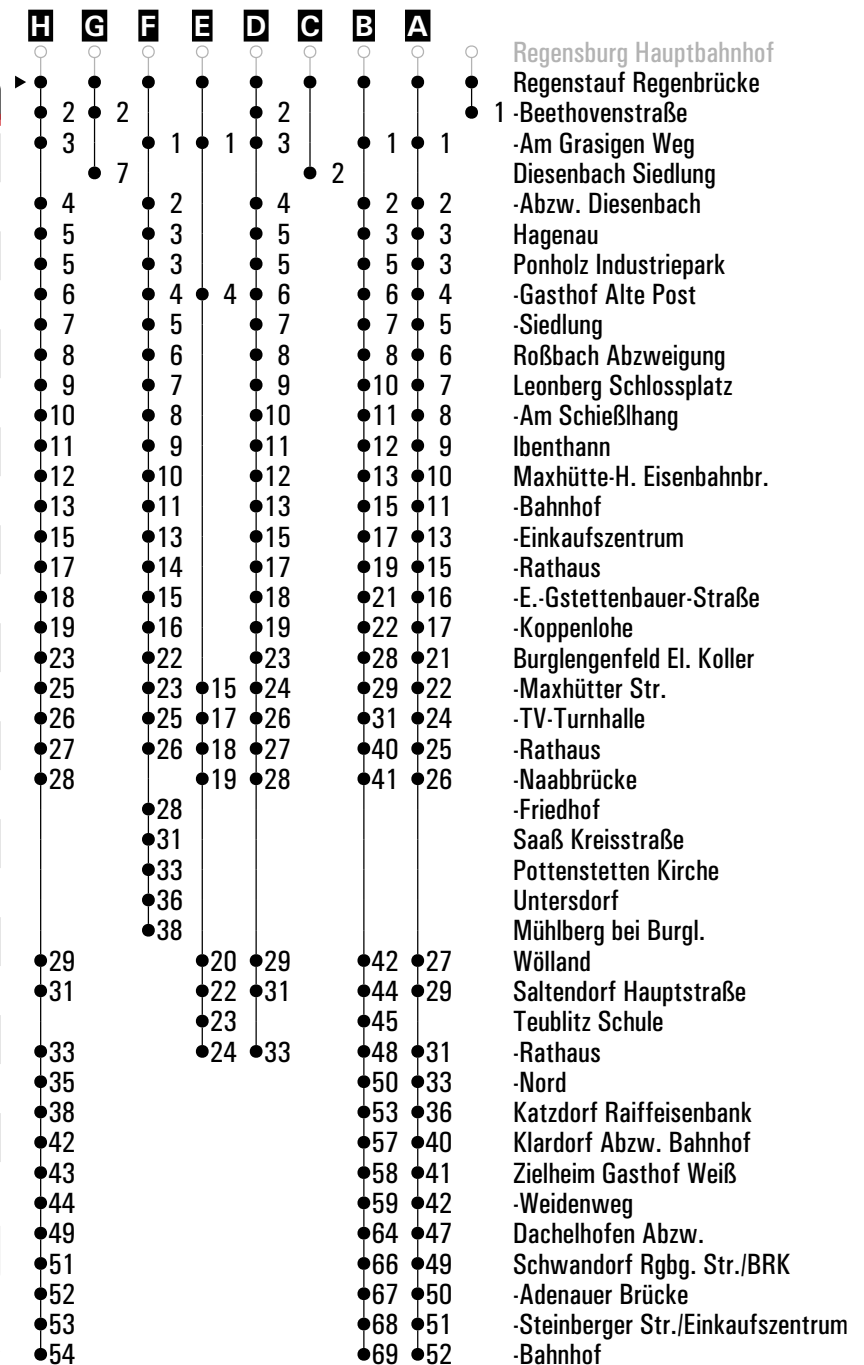 H G F E D C B A
Regensburg Hauptbahnhof
Regenstauf Regenbrücke
2 2 2 1 -Beethovenstraße
3 1 1 3 1 1 -Am Grasigen Weg
7 2 Diesenbach Siedlung
4 2 4 2 2 -Abzw. Diesenbach
5 3 5 3 3 Hagenau
5 3 5 5 3 Ponholz Industriepark
6 4 4 6 6 4 -Gasthof Alte Post
7 5 7 7 5 -Siedlung
8 6 8 8 6 Roßbach Abzweigung
9 7 9 10 7 Leonberg Schlossplatz
10 8 10 11 8 -Am Schießlhang
11 9 11 12 9 Ibenthann
12 10 12 13 10 Maxhütte-H. Eisenbahnbr.
13 11 13 15 11 -Bahnhof
15 13 15 17 13 -Einkaufszentrum
17 14 17 19 15 -Rathaus
18 15 18 21 16 -E.-Gstettenbauer-Straße
19 16 19 22 17 -Koppenlohe
23 22 23 28 21 Burglengenfeld El. Koller
25 23 15 24 29 22 -Maxhütter Str.
26 25 17 26 31 24 -TV-Turnhalle
27 26 18 27 40 25 -Rathaus
28 19 28 41 26 -Naabbrücke
28 -Friedhof
31 Saaß Kreisstraße
33 Pottenstetten Kirche
36 Untersdorf
38 Mühlberg bei Burgl.
29 20 29 42 27 Wölland
31 22 31 44 29 Saltendorf Hauptstraße
23 45 Teublitz Schule
33 24 33 48 31 -Rathaus
35 50 33 -Nord
38 53 36 Katzdorf Raiffeisenbank
42 57 40 Klardorf Abzw. Bahnhof
43 58 41 Zielheim Gasthof Weiß
44 59 42 -Weidenweg
49 64 47 Dachelhofen Abzw.
51 66 49 Schwandorf Rgbg. Str./BRK
52 67 50 -Adenauer Brücke
53 68 51 -Steinberger Str./Einkaufszentrum
54 69 52 -Bahnhof